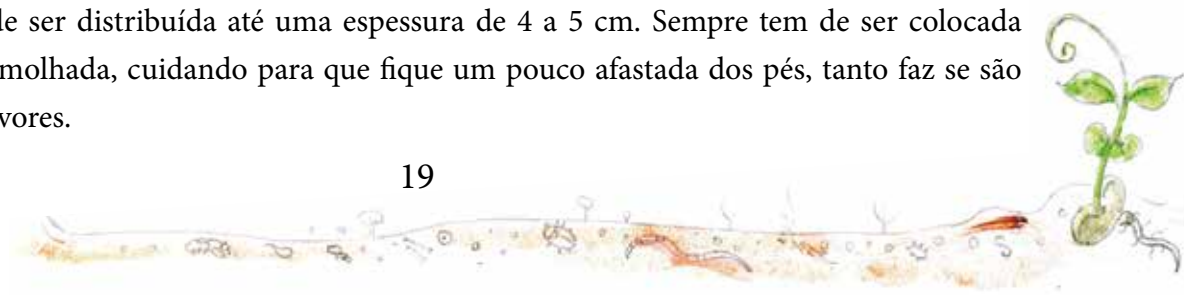 de ser distribuída até uma espessura de 4 a 5 cm. Sempre tem de ser colocada
molhada, cuidando para que fique um pouco afastada dos pés, tanto faz se são
vores.
19